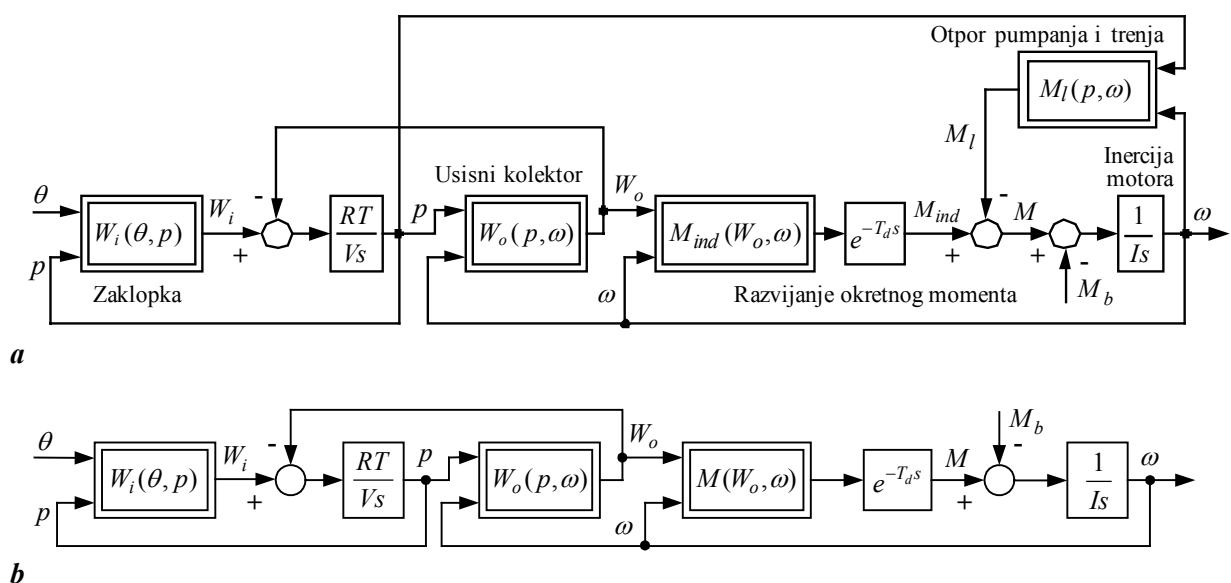 Otpor pumpanja i trenja
M_l(p,ω)
M_l
Usisni kolektor
Inercija
motora
θ
W_i(θ,p)
W_i
-
+
RT
Vs
p
W_o(p,ω)
W_o
M_ind(W_o,ω)
e^{-T_d s}
M_ind
-
+
M
+
-
1
Is
ω
p
Zaklopka
ω
Razvijanje okretnog momenta
M_b
a
θ
W_i(θ,p)
W_i
-
+
RT
Vs
p
W_o(p,ω)
W_o
M(W_o,ω)
e^{-T_d s}
M
+
-
M_b
1
Is
ω
p
ω
b